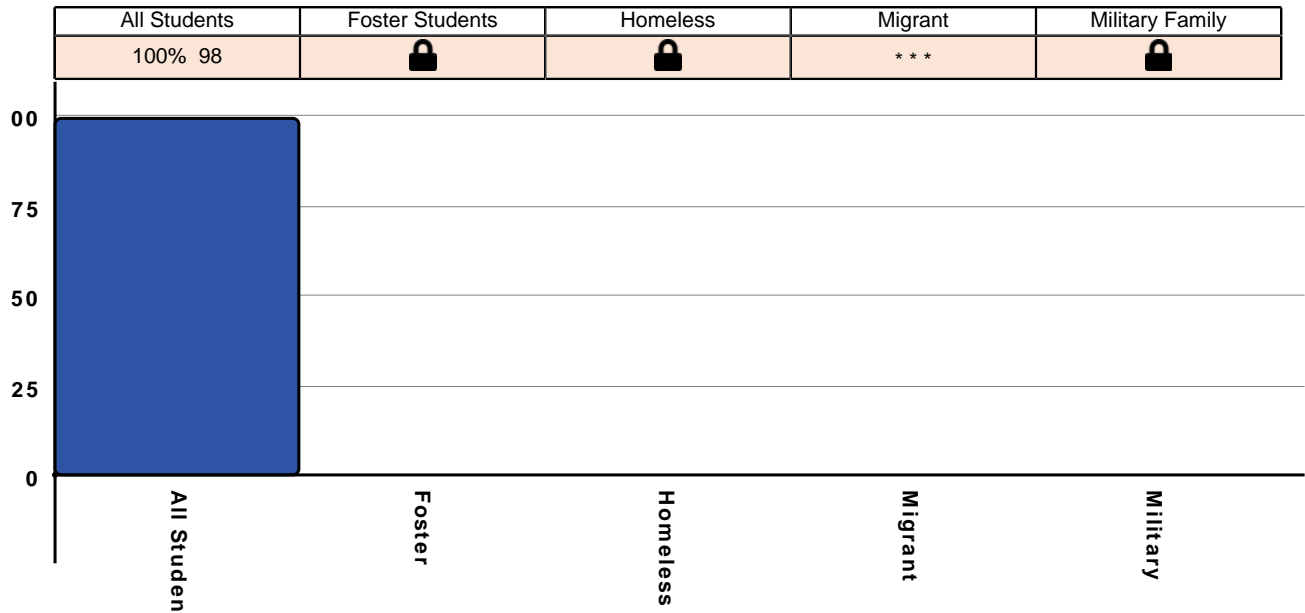 All Students Foster Students Homeless Migrant Military Family
100% 98 * * *
00
75
50
25
0
All Studen
Foster
Homeless
Migrant
Military